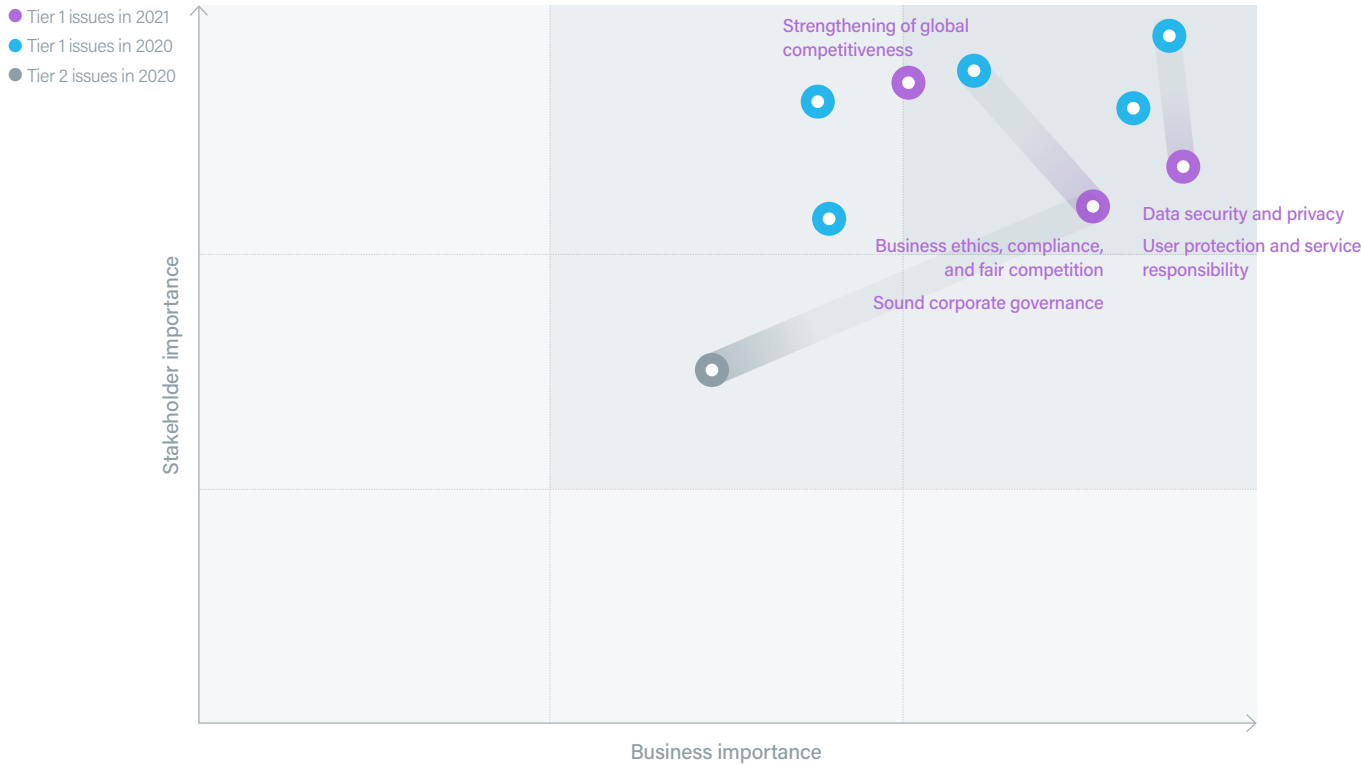 Tier 1 issues in 2021
Tier 1 issues in 2020
Tier 2 issues in 2020
Strengthening of global
competitiveness
Data security and privacy
Business ethics, compliance,
and fair competition
User protection and service
responsibility
Sound corporate governance
Stakeholder importance
Business importance